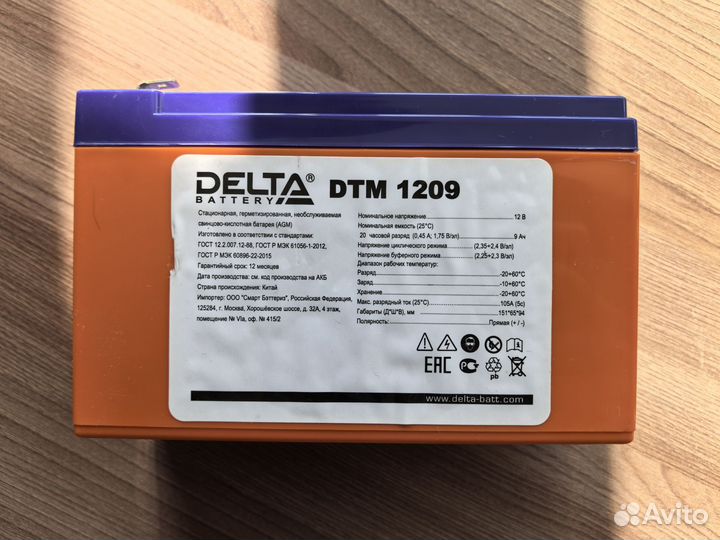 DELTA®
BATTERY
DTM 1209
Стационарная, герметизированная, необслуживаемая
свинцово-кислотная батарея (AGM)
Изготовлено в соответствии с стандартами:
ГОСТ 12.2.007.12-88, ГОСТ Р МЭК 61056-1-2012,
ГОСТ Р МЭК 60896-22-2015
Гарантийный срок: 12 месяцев
Дата производства: см. код производства на АКБ
Страна происхождения: Китай
Импортер: ООО "Смарт Бэттериз", Российская Федерация,
125284, г. Москва, Хорошёвское шоссе, д. 32А, 4 этаж,
помещение № VIa, оф. № 415/2
Номинальное напряжение 12 В
Номинальная емкость (25°С)
20 часовой разряд (0,45 А; 1,75 В/эл) 9 Ач
Напряжение циклического режима (2,35÷2,4 В/эл)
Напряжение буферного режима (2,25÷2,3 В/эл)
Диапазон рабочих температур:
Разряд -20÷60°С
Заряд -10÷60°С
Хранение -20÷60°С
Макс. разрядный ток (25°С) 105А (5с)
Габариты (Д*Ш*В), мм 151*65*94
Полярность: Прямая (+ / -)
EAC
Pb
www.delta-batt.com
Avito